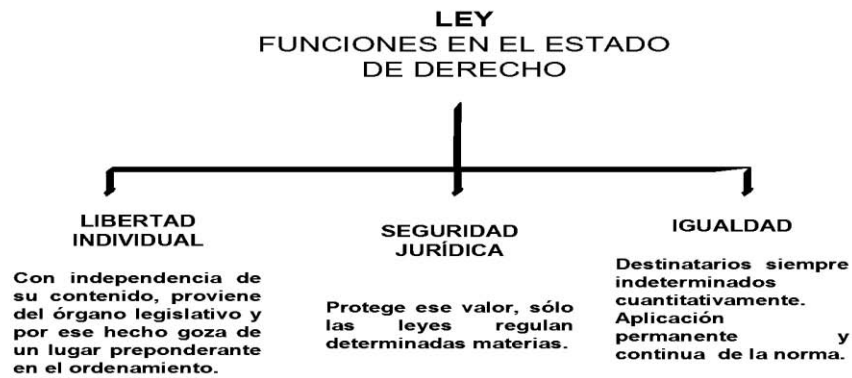 LEY
FUNCIONES EN EL ESTADO
DE DERECHO
LIBERTAD
INDIVIDUAL
Con independencia de
su contenido, proviene
del órgano legislativo y
por ese hecho goza de
un lugar preponderante
en el ordenamiento.
SEGURIDAD
JURÍDICA
Protege ese valor, sólo
las leyes regulan
determinadas materias.
IGUALDAD
Destinatarios siempre
indeterminados
cuantitativamente.
Aplicación
permanente y
continua de la norma.